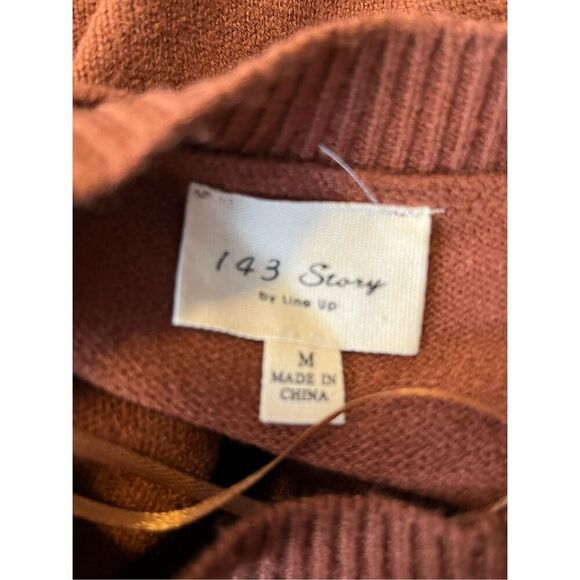 143 Story
by Line Up
M
MADE IN
CHINA